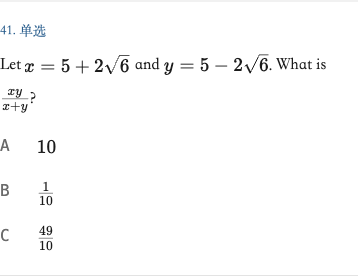 41. 单选
Let x = 5 + 2√6 and y = 5 − 2√6. What is
xy/(x+y)?
A 10
B 1/10
C 49/10